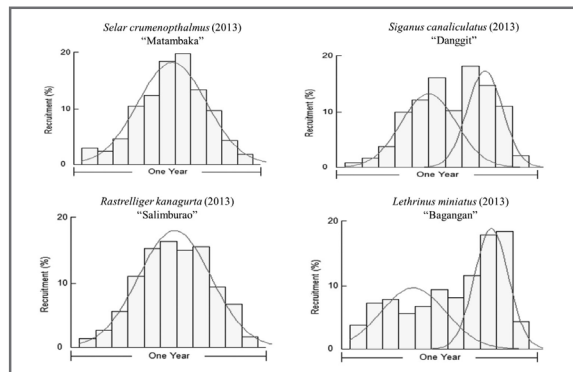 Selar crumenopthalmus (2013)
“Matambaka”
20
10
0
Recruitment (%)
One Year
Siganus canaliculatus (2013)
“Danggit”
20
10
0
Recruitment (%)
One Year
Rastrelliger kanagurta (2013)
“Salimburao”
20
10
0
Recruitment (%)
One Year
Lethrinus miniatus (2013)
“Bagangan”
20
10
0
Recruitment (%)
One Year